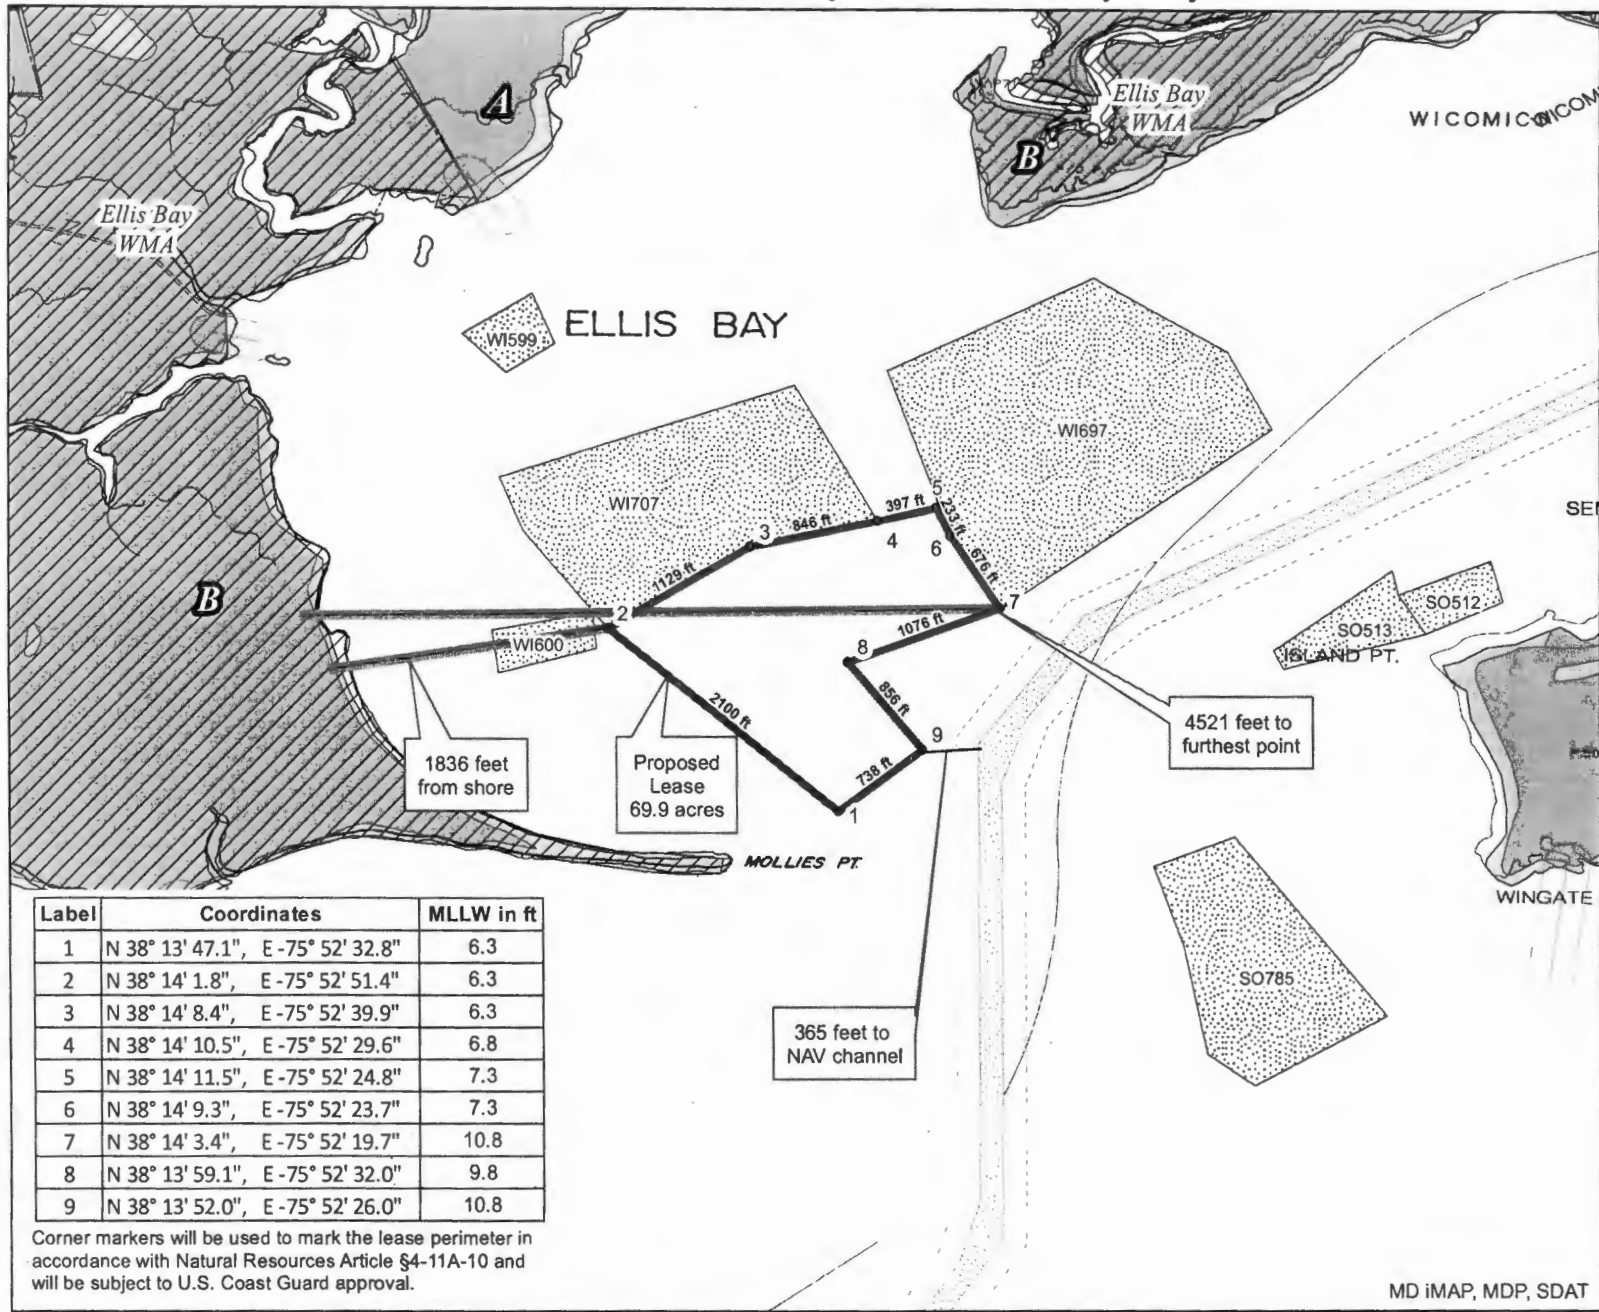 A
Ellis Bay
WMA
B
WICOMICO
Ellis Bay
WMA
WI599
ELLIS BAY
WI697
WI707
5
397 ft
233 ft
3
846 ft
4
6
676 ft
1129 ft
B
2
7
SO512
SO513
ISLAND PT.
1076 ft
8
WI600
856 ft
2100 ft
9
4521 feet to
furthest point
1836 feet
from shore
Proposed
Lease
69.9 acres
738 ft
1
MOLLIES PT.
WINGATE
SO785
365 feet to
NAV channel
Label Coordinates MLLW in ft
1 N 38° 13' 47.1", E -75° 52' 32.8" 6.3
2 N 38° 14' 1.8", E -75° 52' 51.4" 6.3
3 N 38° 14' 8.4", E -75° 52' 39.9" 6.3
4 N 38° 14' 10.5", E -75° 52' 29.6" 6.8
5 N 38° 14' 11.5", E -75° 52' 24.8" 7.3
6 N 38° 14' 9.3", E -75° 52' 23.7" 7.3
7 N 38° 14' 3.4", E -75° 52' 19.7" 10.8
8 N 38° 13' 59.1", E -75° 52' 32.0" 9.8
9 N 38° 13' 52.0", E -75° 52' 26.0" 10.8
Corner markers will be used to mark the lease perimeter in
accordance with Natural Resources Article §4-11A-10 and
will be subject to U.S. Coast Guard approval.
MD iMAP, MDP, SDAT